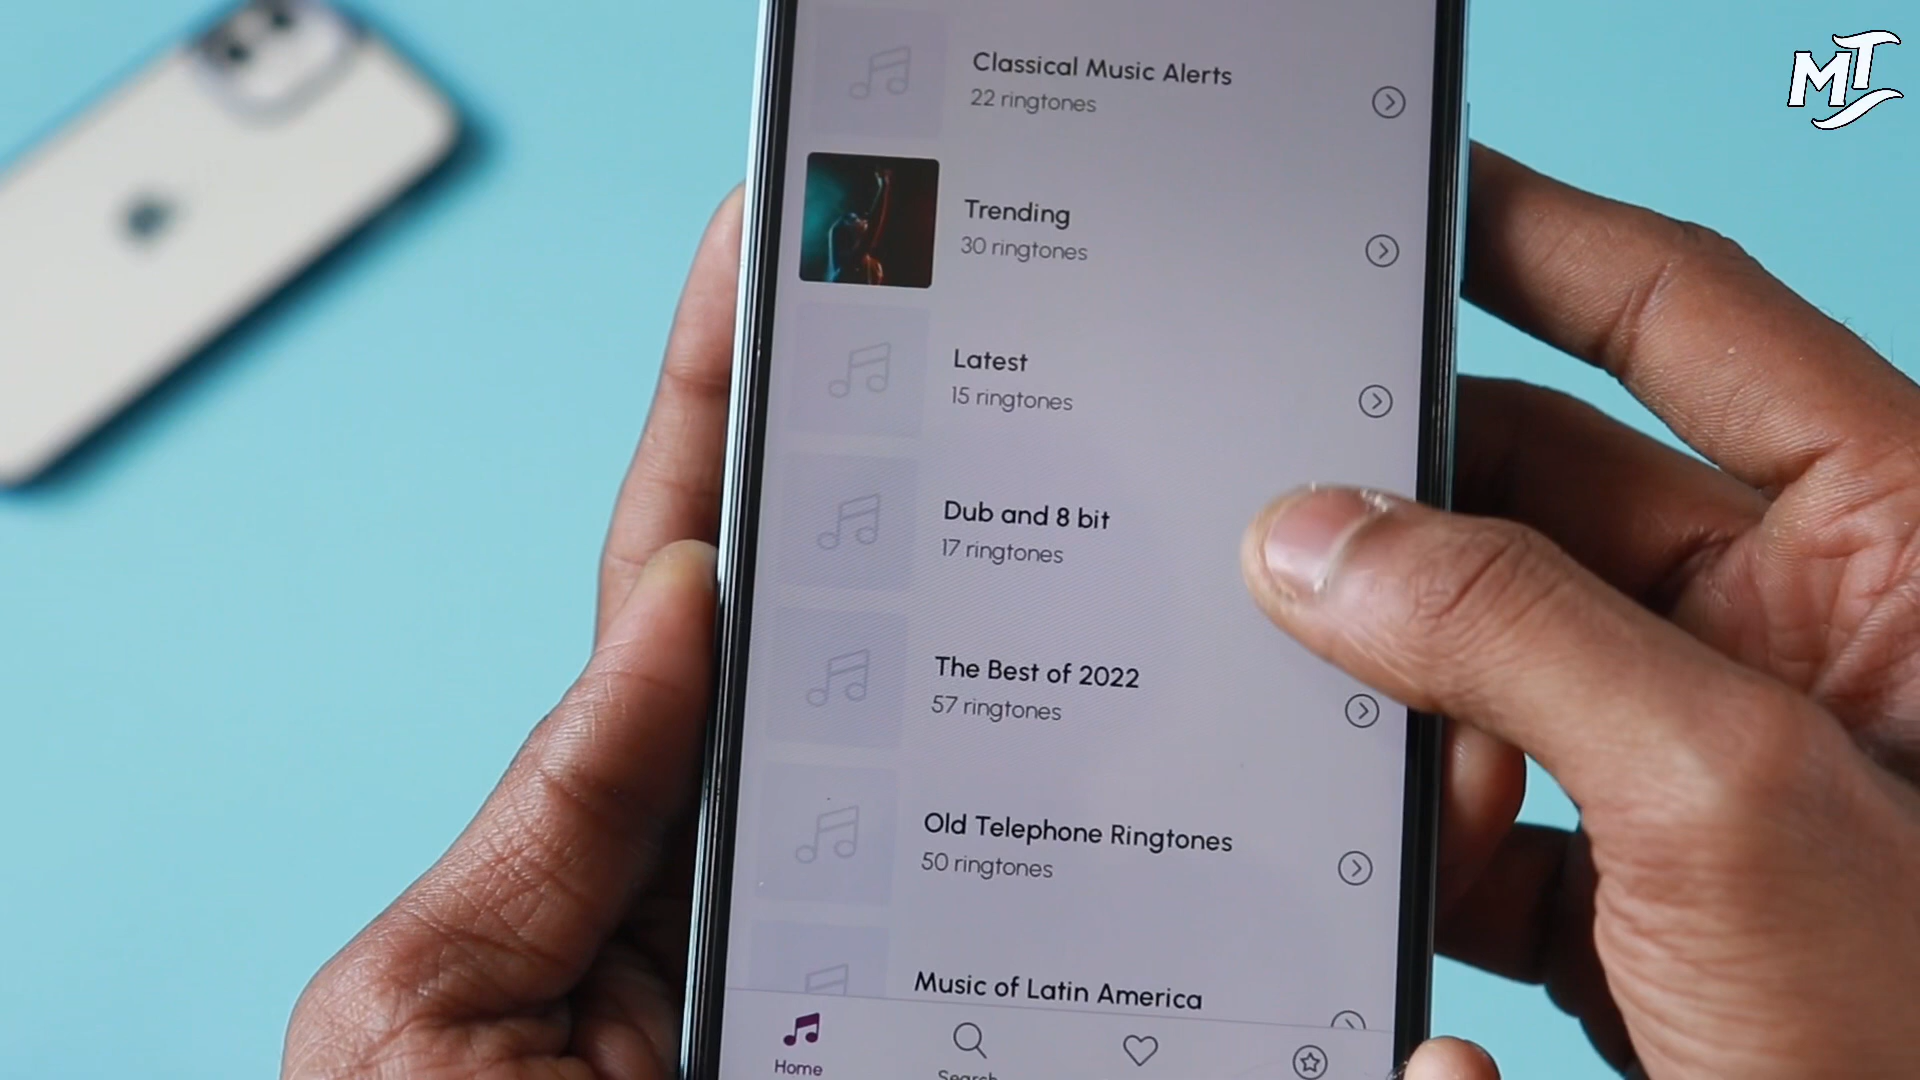 MT
Classical Music Alerts
22 ringtones
Trending
30 ringtones
Latest
15 ringtones
Dub and 8 bit
17 ringtones
The Best of 2022
57 ringtones
Old Telephone Ringtones
50 ringtones
Music of Latin America
Home
Search